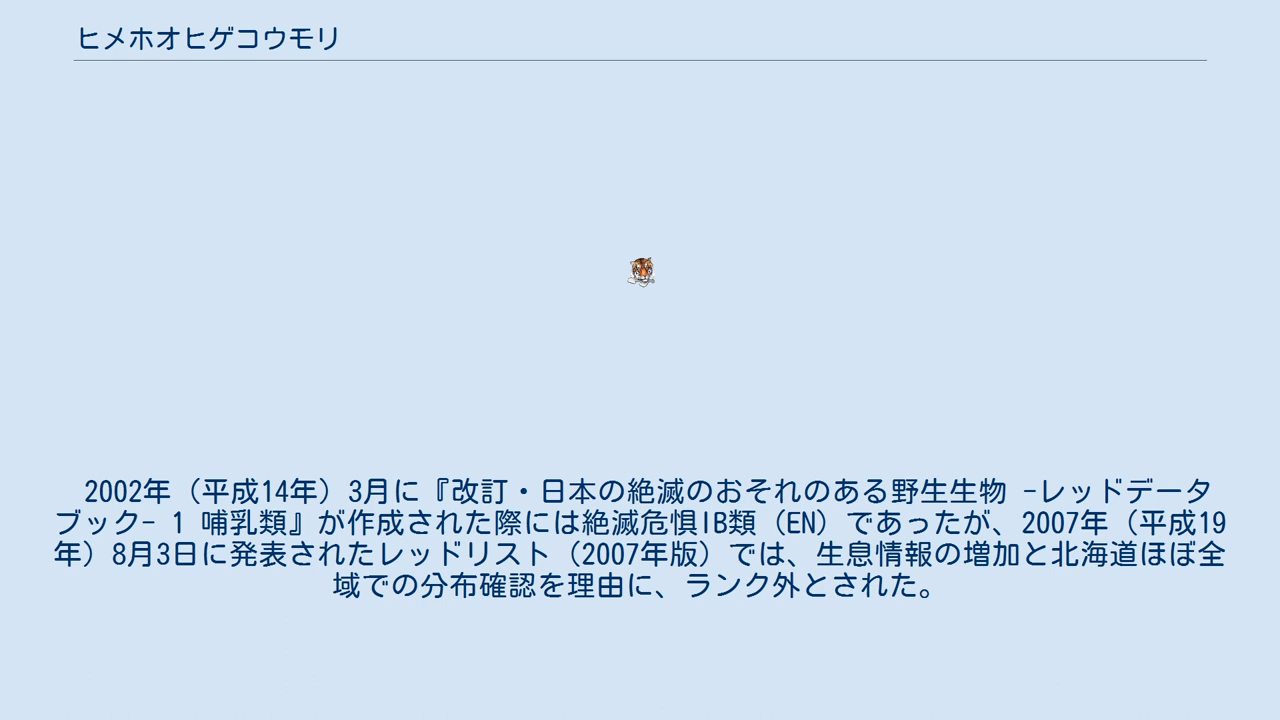 ヒメホオヒゲコウモリ
2002年（平成14年）3月に『改訂・日本の絶滅のおそれのある野生生物 -レッドデータ
ブック- 1 哺乳類』が作成された際には絶滅危惧IB類（EN）であったが、2007年（平成19
年）8月3日に発表されたレッドリスト（2007年版）では、生息情報の増加と北海道ほぼ全
域での分布確認を理由に、ランク外とされた。